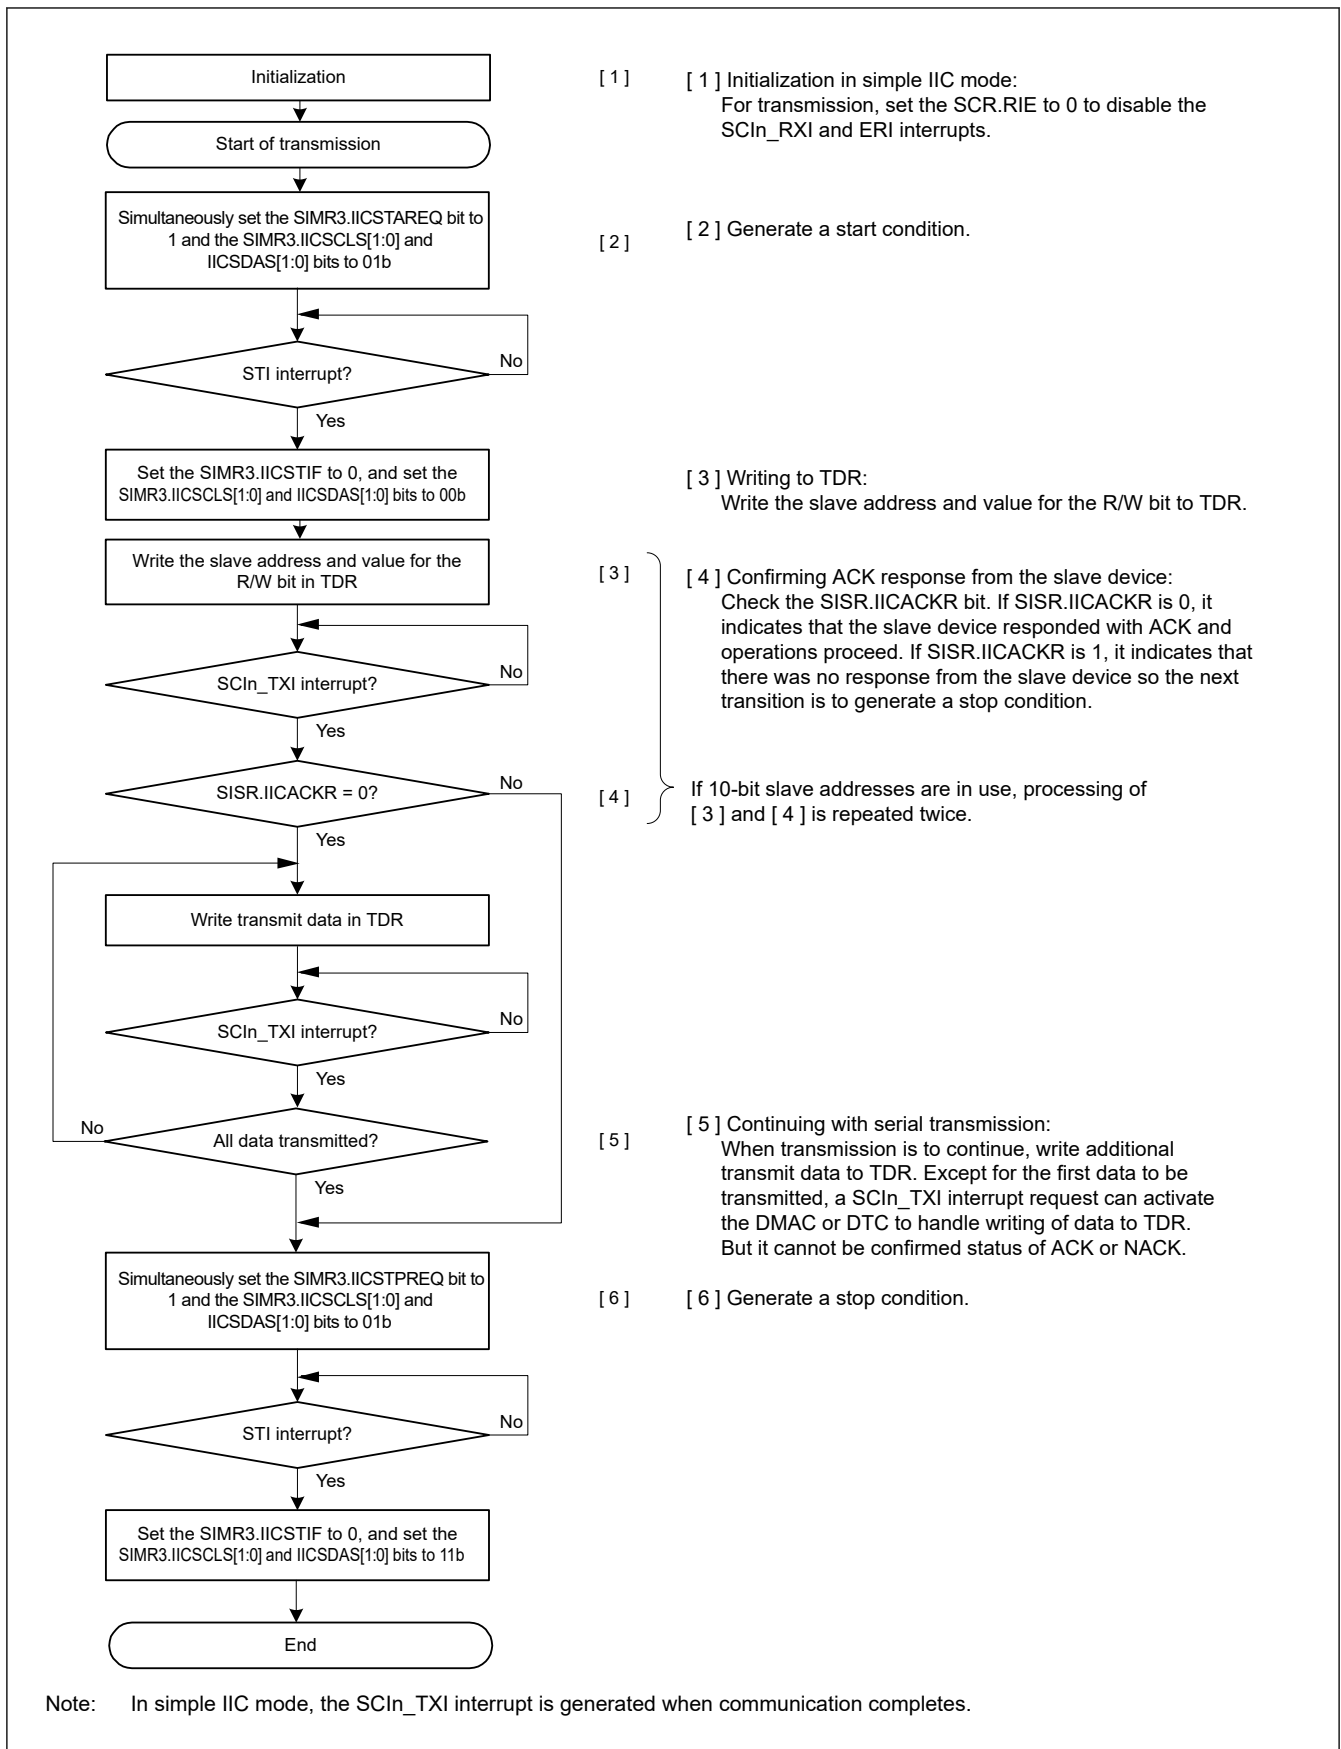 Initialization
[ 1 ]
[ 1 ] Initialization in simple IIC mode:
For transmission, set the SCR.RIE to 0 to disable the
SCIn_RXI and ERI interrupts.
Start of transmission
Simultaneously set the SIMR3.IICSTAREQ bit to
1 and the SIMR3.IICSCLS[1:0] and
IICSDAS[1:0] bits to 01b
[ 2 ]
[ 2 ] Generate a start condition.
STI interrupt?
No
Yes
Set the SIMR3.IICSTIF to 0, and set the
SIMR3.IICSCLS[1:0] and IICSDAS[1:0] bits to 00b
[ 3 ] Writing to TDR:
Write the slave address and value for the R/W bit to TDR.
Write the slave address and value for the
R/W bit in TDR
[ 3 ]
[ 4 ] Confirming ACK response from the slave device:
Check the SISR.IICACKR bit. If SISR.IICACKR is 0, it
indicates that the slave device responded with ACK and
operations proceed. If SISR.IICACKR is 1, it indicates that
there was no response from the slave device so the next
transition is to generate a stop condition.
SCIn_TXI interrupt?
No
Yes
SISR.IICACKR = 0?
No
[ 4 ]
If 10-bit slave addresses are in use, processing of
[ 3 ] and [ 4 ] is repeated twice.
Yes
Write transmit data in TDR
SCIn_TXI interrupt?
No
Yes
No
All data transmitted?
[ 5 ]
[ 5 ] Continuing with serial transmission:
When transmission is to continue, write additional
transmit data to TDR. Except for the first data to be
transmitted, a SCIn_TXI interrupt request can activate
the DMAC or DTC to handle writing of data to TDR.
But it cannot be confirmed status of ACK or NACK.
Yes
Simultaneously set the SIMR3.IICSTPREQ bit to
1 and the SIMR3.IICSCLS[1:0] and
IICSDAS[1:0] bits to 01b
[ 6 ]
[ 6 ] Generate a stop condition.
STI interrupt?
No
Yes
Set the SIMR3.IICSTIF to 0, and set the
SIMR3.IICSCLS[1:0] and IICSDAS[1:0] bits to 11b
End
Note: In simple IIC mode, the SCIn_TXI interrupt is generated when communication completes.